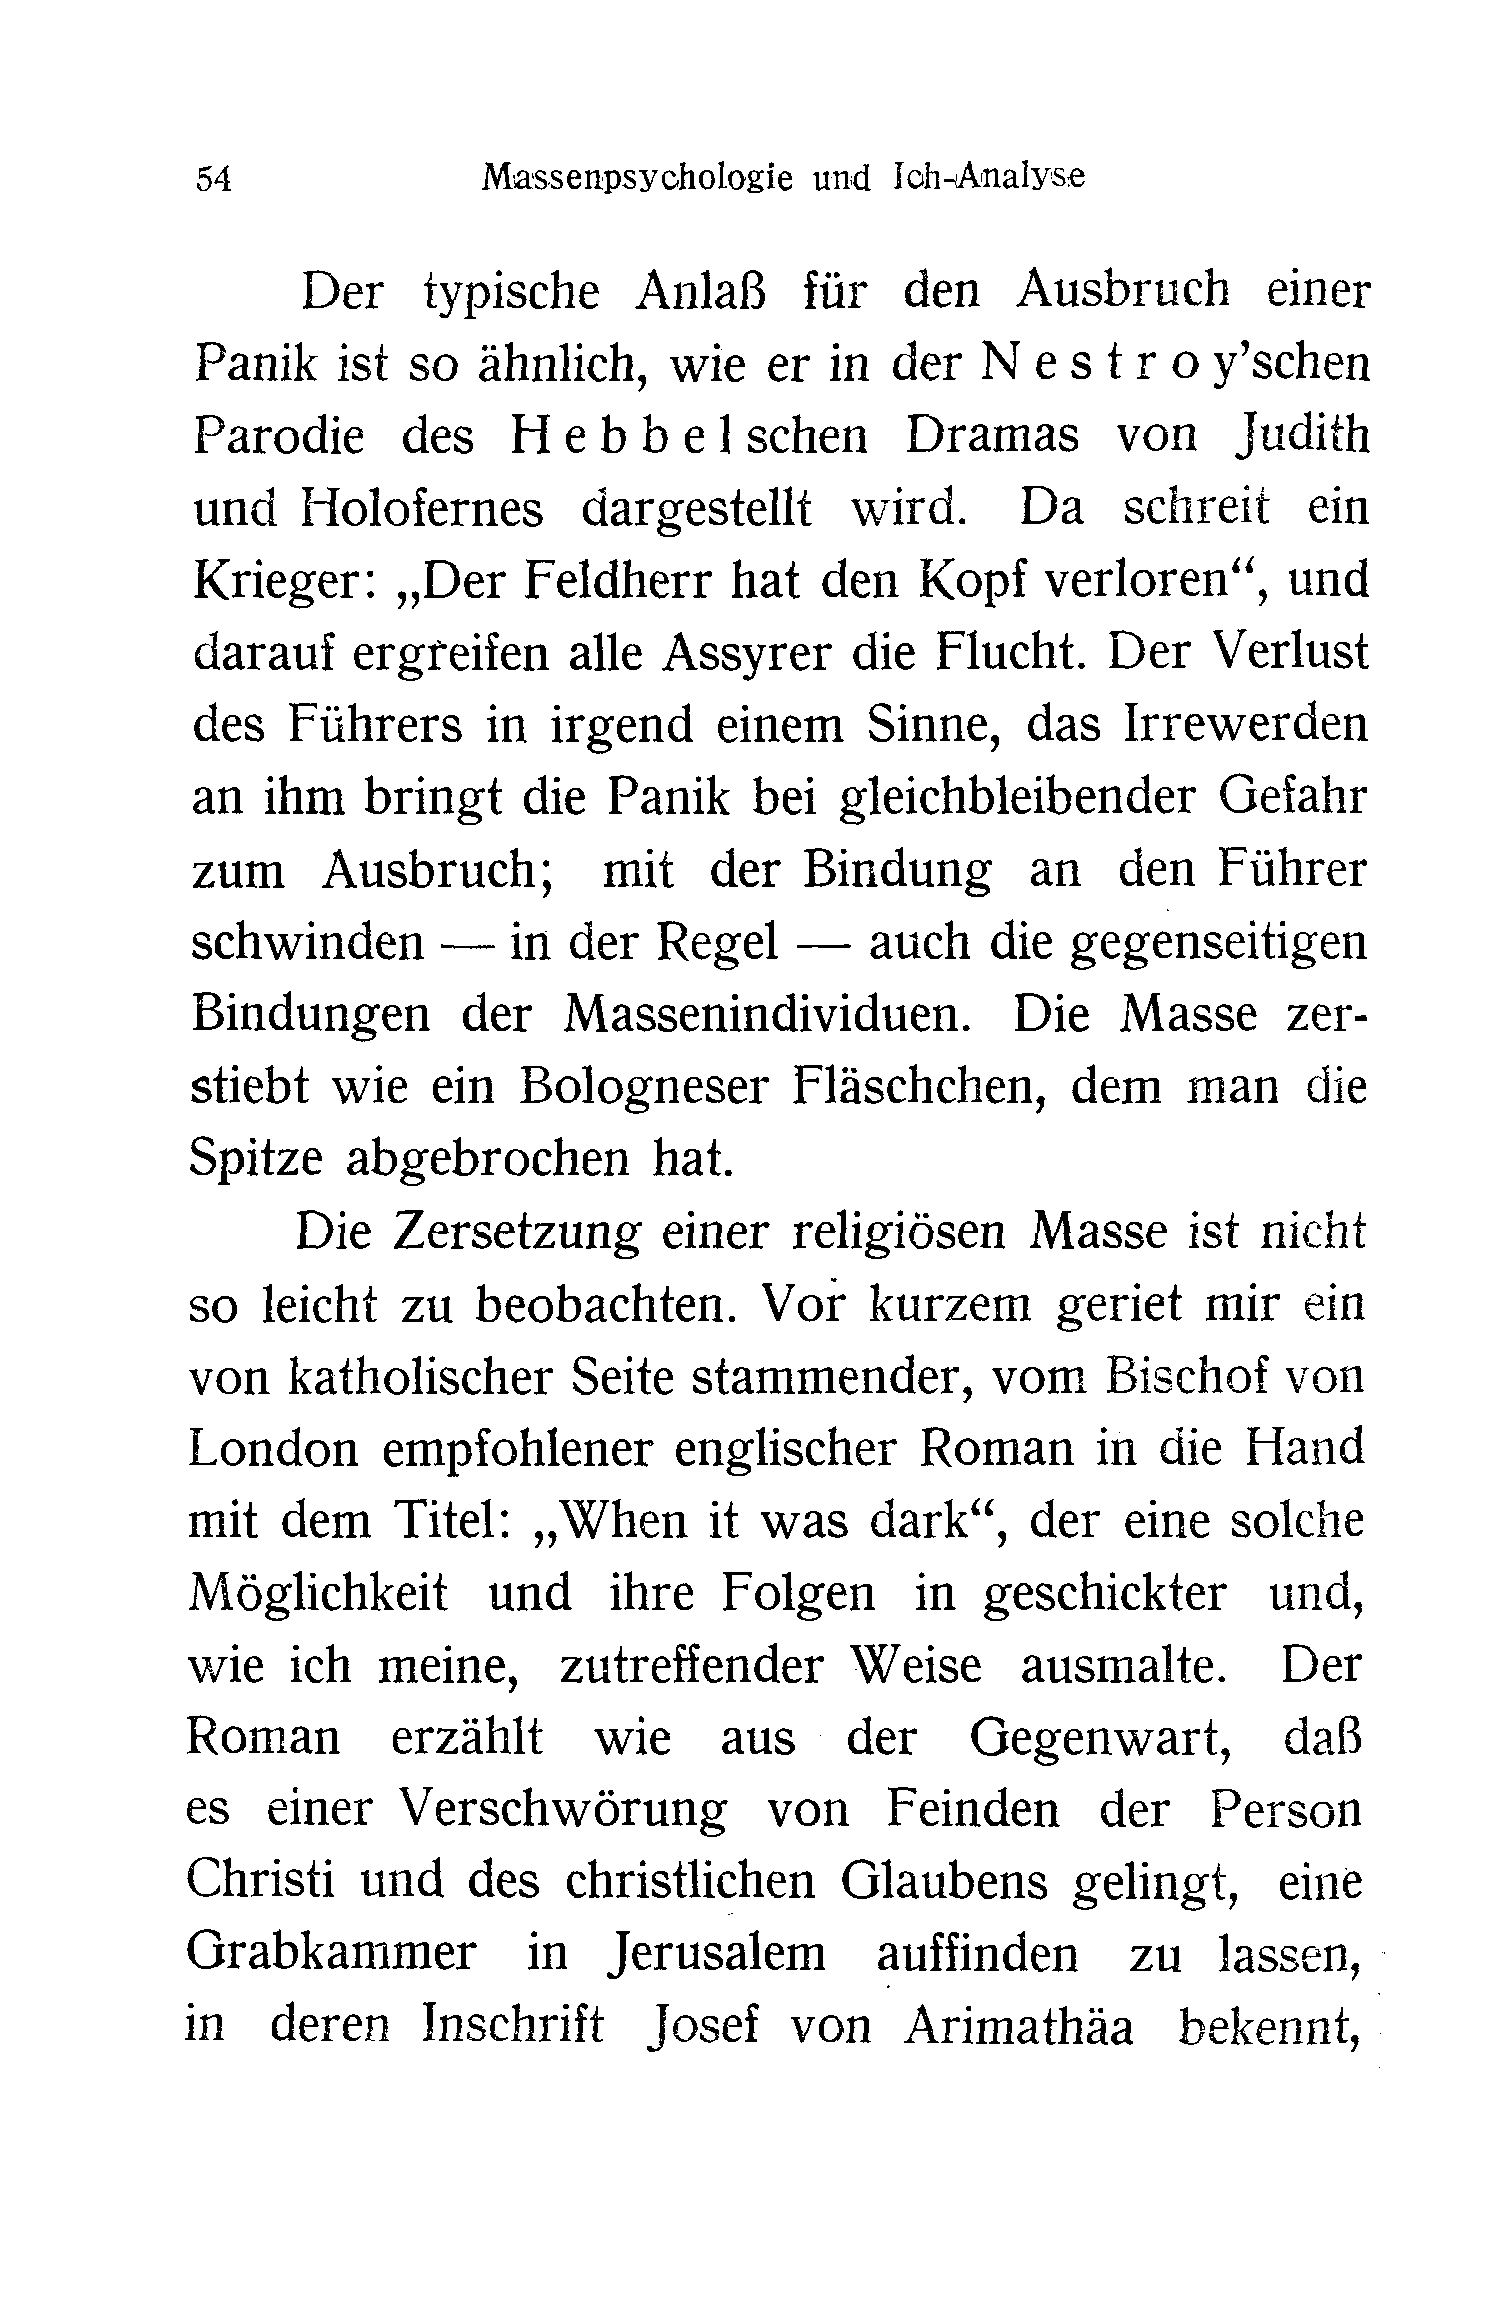 54 Massenpsychologie und Ich-Analyse
Der typische Anlaß für den Ausbruch einer
Panik ist so ähnlich, wie er in der Nestroy’schen
Parodie des Hebbelschen Dramas von Judith
und Holofernes dargestellt wird. Da schreit ein
Krieger: „Der Feldherr hat den Kopf verloren“, und
darauf ergreifen alle Assyrer die Flucht. Der Verlust
des Führers in irgend einem Sinne, das Irrewerden
an ihm bringt die Panik bei gleichbleibender Gefahr
zum Ausbruch; mit der Bindung an den Führer
schwinden — in der Regel — auch die gegenseitigen
Bindungen der Massenindividuen. Die Masse zer-
stiebt wie ein Bologneser Fläschchen, dem man die
Spitze abgebrochen hat.
Die Zersetzung einer religiösen Masse ist nicht
so leicht zu beobachten. Vor kurzem geriet mir ein
von katholischer Seite stammender, vom Bischof von
London empfohlener englischer Roman in die Hand
mit dem Titel: „When it was dark“, der eine solche
Möglichkeit und ihre Folgen in geschickter und,
wie ich meine, zutreffender Weise ausmalte. Der
Roman erzählt wie aus der Gegenwart, daß
es einer Verschwörung von Feinden der Person
Christi und des christlichen Glaubens gelingt, eine
Grabkammer in Jerusalem auffinden zu lassen,
in deren Inschrift Josef von Arimathäa bekennt,